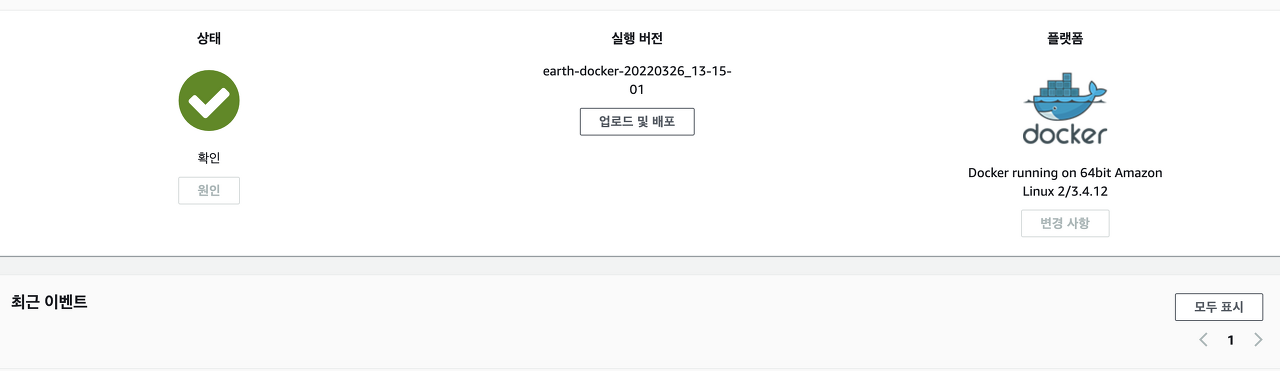 상태
실행 버전
플랫폼
earth-docker-20220326_13-15-
01
업로드 및 배포
확인
원인
docker
Docker running on 64bit Amazon
Linux 2/3.4.12
변경 사항
최근 이벤트
모두 표시
1